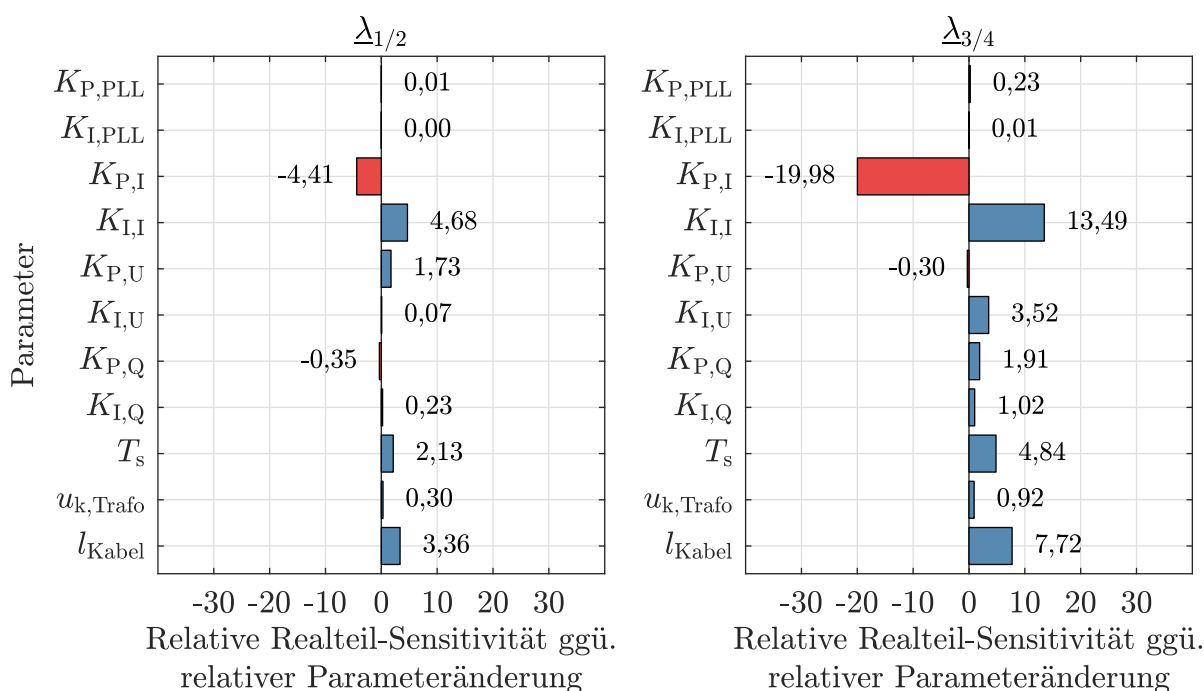 λ1/2
Parameter
KP,PLL 0,01
KI,PLL 0,00
KP,I -4,41
KI,I 4,68
KP,U 1,73
KI,U 0,07
KP,Q -0,35
KI,Q 0,23
Ts 2,13
uk,Trafo 0,30
lKabel 3,36
-30 -20 -10 0 10 20 30
Relative Realteil-Sensitivität ggü.
relativer Parameteränderung
λ3/4
KP,PLL 0,23
KI,PLL 0,01
KP,I -19,98
KI,I 13,49
KP,U -0,30
KI,U 3,52
KP,Q 1,91
KI,Q 1,02
Ts 4,84
uk,Trafo 0,92
lKabel 7,72
-30 -20 -10 0 10 20 30
Relative Realteil-Sensitivität ggü.
relativer Parameteränderung